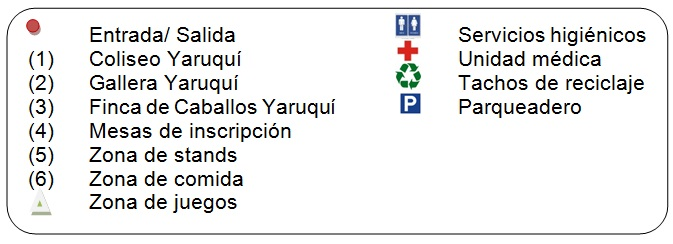 Entrada/ Salida
(1) Coliseo Yaruquí
(2) Gallera Yaruquí
(3) Finca de Caballos Yaruquí
(4) Mesas de inscripción
(5) Zona de stands
(6) Zona de comida
Zona de juegos
Servicios higiénicos
Unidad médica
Tachos de reciclaje
P Parqueadero